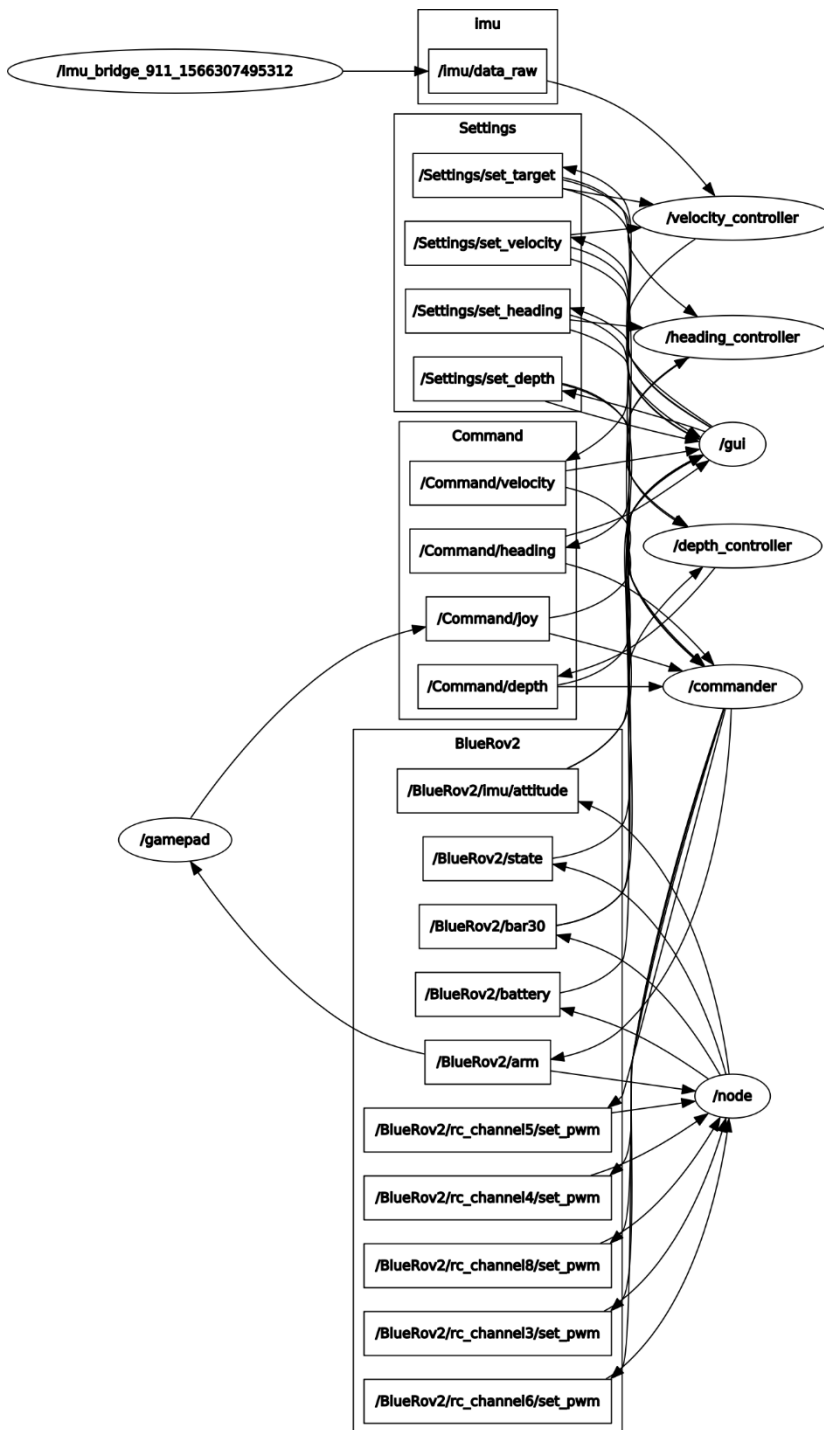 imu
/imu_bridge_911_1566307495312
/imu/data_raw
Settings
/Settings/set_target
/velocity_controller
/Settings/set_velocity
/Settings/set_heading
/heading_controller
/Settings/set_depth
Command
/gui
/Command/velocity
/Command/heading
/depth_controller
/Command/joy
/Command/depth
/commander
BlueRov2
/BlueRov2/imu/attitude
/gamepad
/BlueRov2/state
/BlueRov2/bar30
/BlueRov2/battery
/BlueRov2/arm
/node
/BlueRov2/rc_channel5/set_pwm
/BlueRov2/rc_channel4/set_pwm
/BlueRov2/rc_channel8/set_pwm
/BlueRov2/rc_channel3/set_pwm
/BlueRov2/rc_channel6/set_pwm